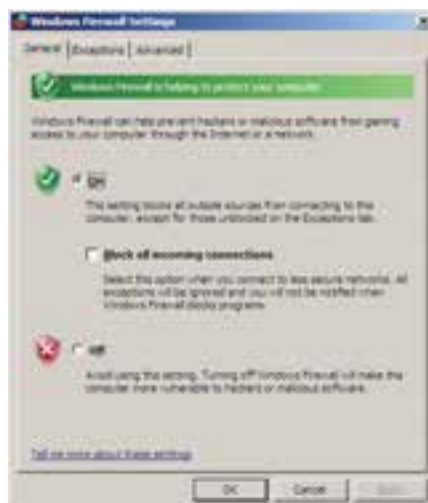 Windows Firewall Settings
General Exceptions Advanced
Windows Firewall is helping to protect your computer
Windows Firewall can help prevent hackers or malicious software from gaining
access to your computer through the Internet or a network.
On
This setting blocks all outside sources from connecting to this
computer, except for those unblocked on the Exceptions tab.
Block all incoming connections
Select this option when you connect to less secure networks. All
exceptions will be ignored and you will not be notified when
Windows Firewall blocks programs.
Off
Avoid using this setting. Turning off Windows Firewall will make this
computer more vulnerable to hackers or malicious software.
Tell me more about these settings
OK Cancel